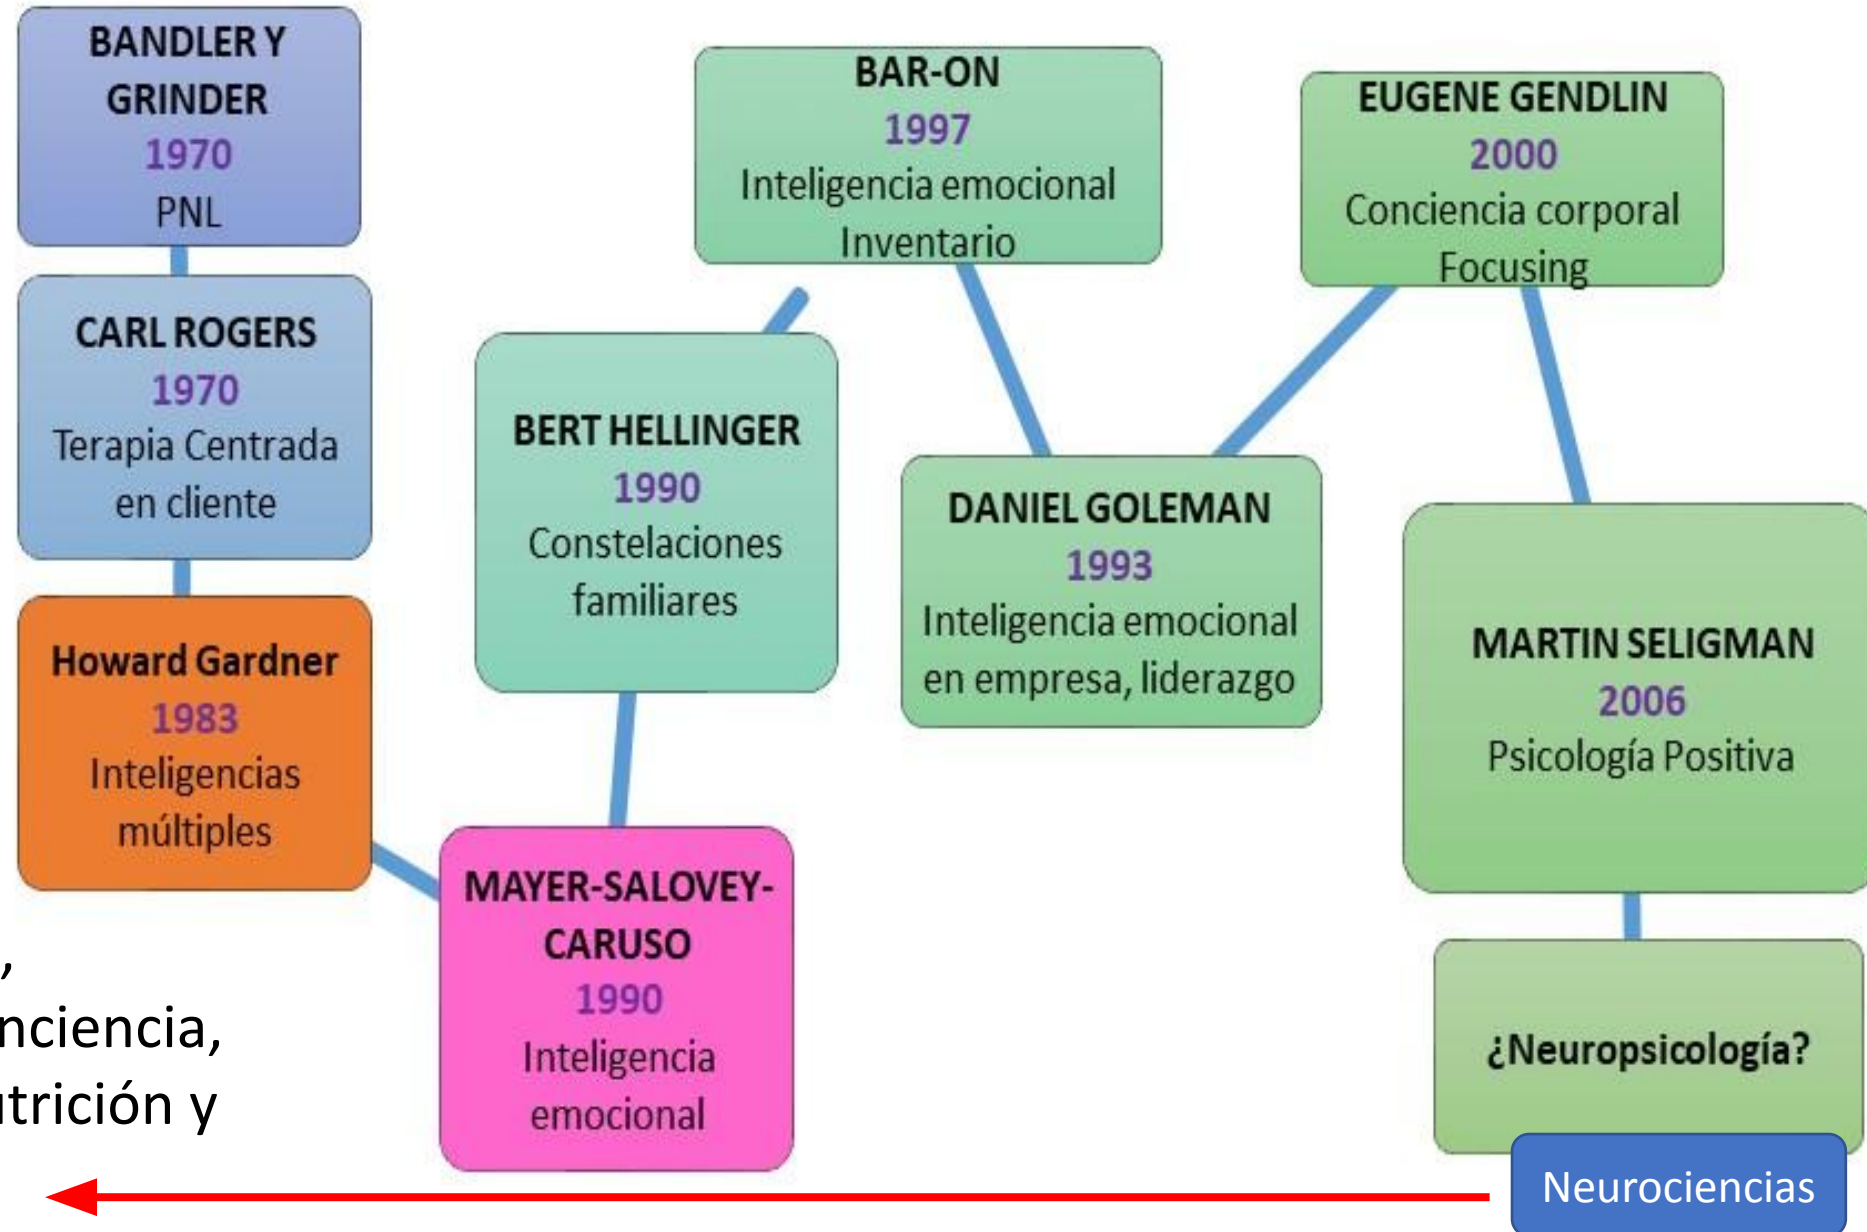 BANDLER Y
GRINDER
1970
PNL
CARL ROGERS
1970
Terapia Centrada
en cliente
Howard Gardner
1983
Inteligencias
múltiples
MAYER-SALOVEY-
CARUSO
1990
Inteligencia
emocional
BERT HELLINGER
1990
Constelaciones
familiares
BAR-ON
1997
Inteligencia emocional
Inventario
DANIEL GOLEMAN
1993
Inteligencia emocional
en empresa, liderazgo
EUGENE GENDLIN
2000
Conciencia corporal
Focusing
MARTIN SELIGMAN
2006
Psicología Positiva
¿Neuropsicología?
Neurociencias
,
nciencia,
utrición y